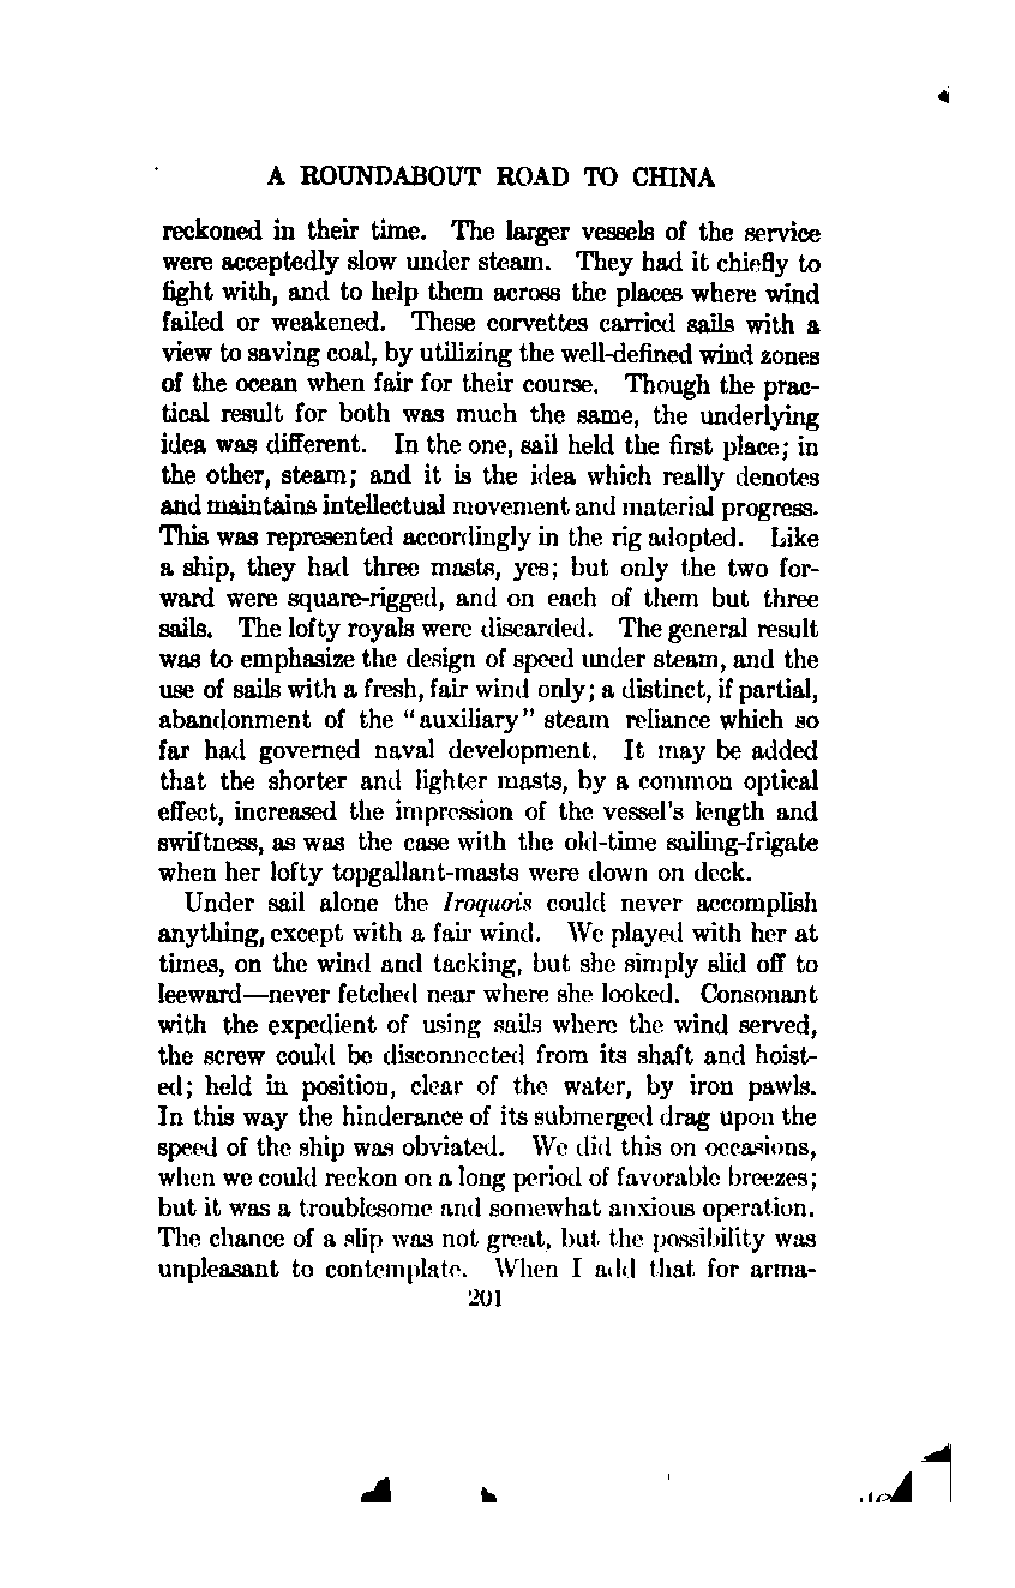 A ROUNDABOUT ROAD TO CHINA
reckoned in their time. The larger vessels of the service
were acceptedly slow under steam. They had it chiefly to
fight with, and to help them across the places where wind
failed or weakened. These corvettes carried sails with a
view to saving coal, by utilizing the well-defined wind zones
of the ocean when fair for their course. Though the prac-
tical result for both was much the same, the underlying
idea was different. In the one, sail held the first place; in
the other, steam; and it is the idea which really denotes
and maintains intellectual movement and material progress.
This was represented accordingly in the rig adopted. Like
a ship, they had three masts, yes; but only the two for-
ward were square-rigged, and on each of them but three
sails. The lofty royals were discarded. The general result
was to emphasize the design of speed under steam, and the
use of sails with a fresh, fair wind only; a distinct, if partial,
abandonment of the "auxiliary" steam reliance which so
far had governed naval development. It may be added
that the shorter and lighter masts, by a common optical
effect, increased the impression of the vessel's length and
swiftness, as was the case with the old-time sailing-frigate
when her lofty topgallant-masts were down on deck.
Under sail alone the Iroquois could never accomplish
anything, except with a fair wind. We played with her at
times, on the wind and tacking, but she simply slid off to
leeward—never fetched near where she looked. Consonant
with the expedient of using sails where the wind served,
the screw could be disconnected from its shaft and hoist-
ed; held in position, clear of the water, by iron pawls.
In this way the hinderance of its submerged drag upon the
speed of the ship was obviated. We did this on occasions,
when we could reckon on a long period of favorable breezes;
but it was a troublesome and somewhat anxious operation.
The chance of a slip was not great, but the possibility was
unpleasant to contemplate. When I add that for arma-
201